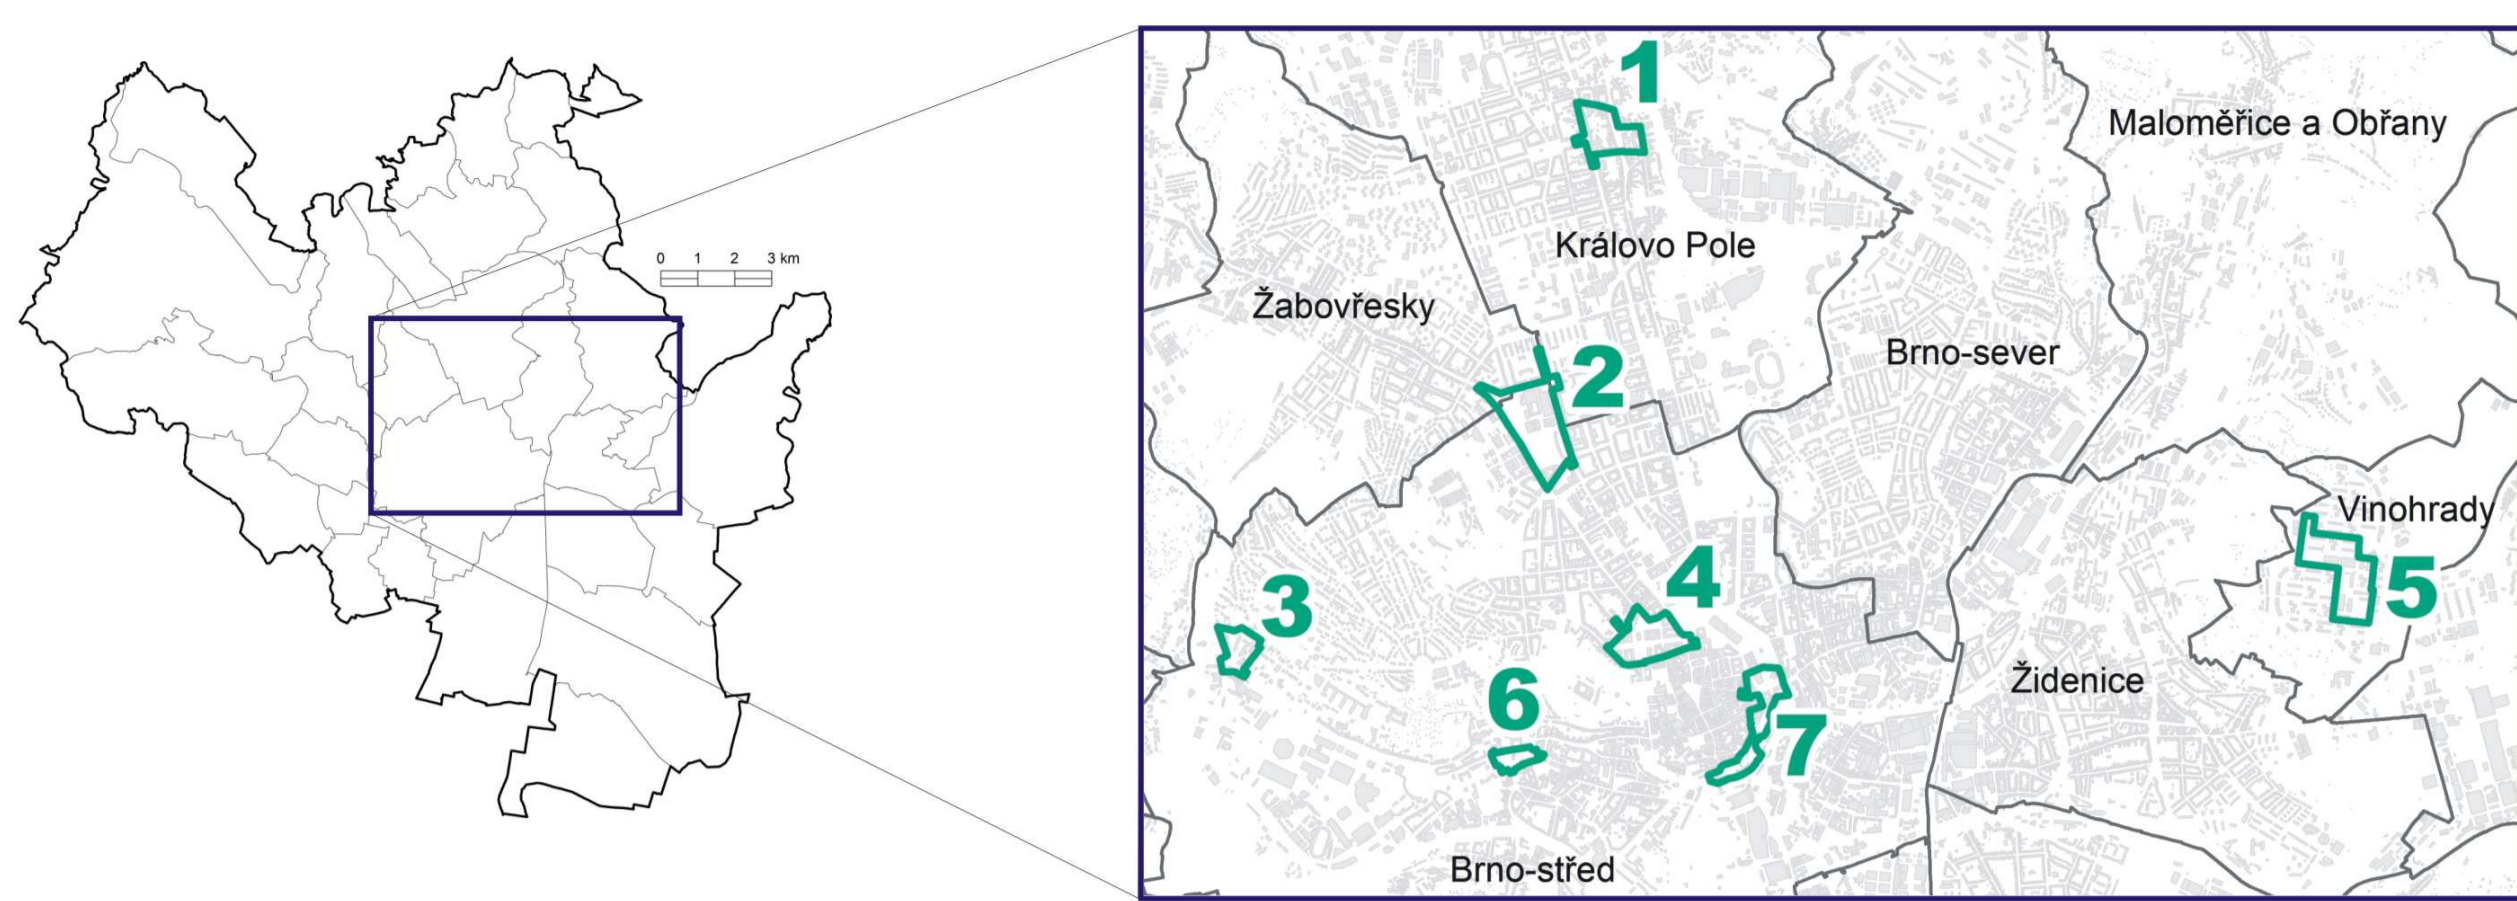 0 1 2 3 km
1
Maloměřice a Obřany
Královo Pole
Žabovřesky
Brno-sever
2
Vinohrady
3
4
5
Židenice
6
7
Brno-střed